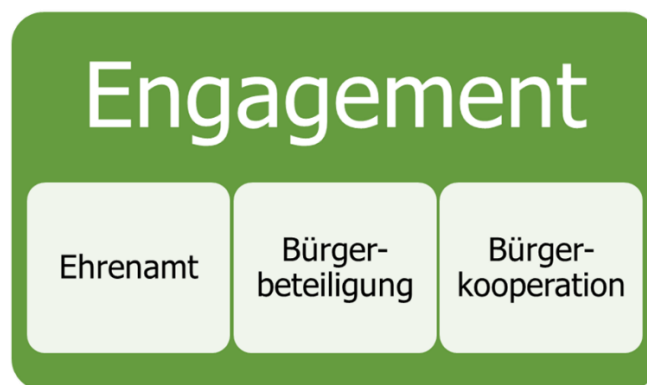 Engagement
Ehrenamt
Bürger-
beteiligung
Bürger-
kooperation